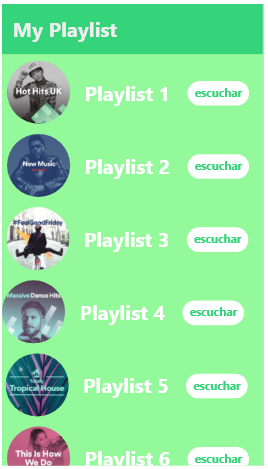 My Playlist
Hot Hits UK
Playlist 1
escuchar
New Music
Playlist 2
escuchar
#FeelGoodFriday
Playlist 3
escuchar
Massive Dance Hits
Playlist 4
escuchar
Tropical House
Playlist 5
escuchar
This Is How
We Do
Playlist 6
escuchar